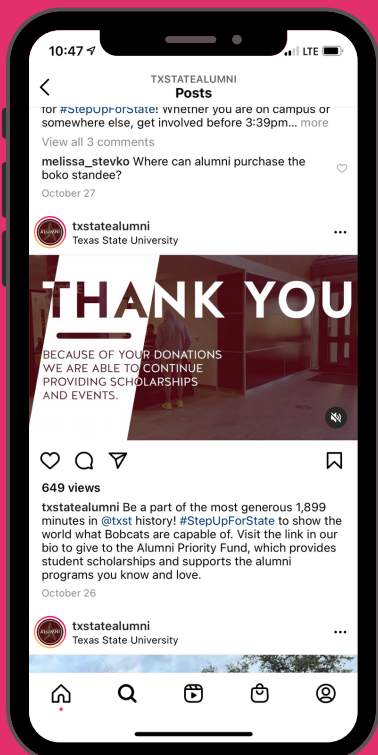 10:47
LTE
TXSTATEALUMNI
Posts
for #StepUpForState! Whether you are on campus or
somewhere else, get involved before 3:39pm... more
View all 3 comments
melissa_stevko Where can alumni purchase the
boko standee?
October 27
ALUMNI
txstatealumni
Texas State University
THANK YOU
BECAUSE OF YOUR DONATIONS
WE ARE ABLE TO CONTINUE
PROVIDING SCHOLARSHIPS
AND EVENTS.
649 views
txstatealumni Be a part of the most generous 1,899
minutes in @txst history! #StepUpForState to show the
world what Bobcats are capable of. Visit the link in our
bio to give to the Alumni Priority Fund, which provides
student scholarships and supports the alumni
programs you know and love.
October 26
ALUMNI
txstatealumni
Texas State University